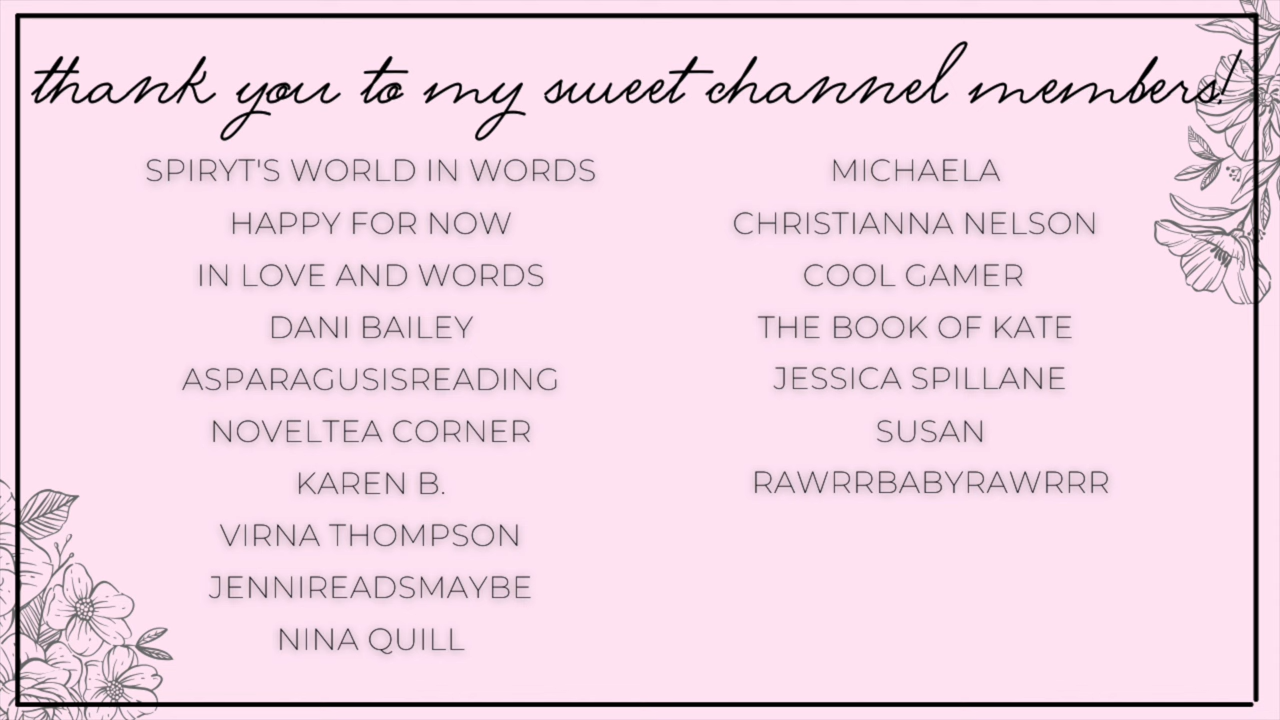 thank you to my sweet channel members!
SPIRYT'S WORLD IN WORDS
HAPPY FOR NOW
IN LOVE AND WORDS
DANI BAILEY
ASPARAGUSISREADING
NOVELTEA CORNER
KAREN B.
VIRNA THOMPSON
JENNIREADSMAYBE
NINA QUILL
MICHAELA
CHRISTIANNA NELSON
COOL GAMER
THE BOOK OF KATE
JESSICA SPILLANE
SUSAN
RAWRRBABYRAWRRR